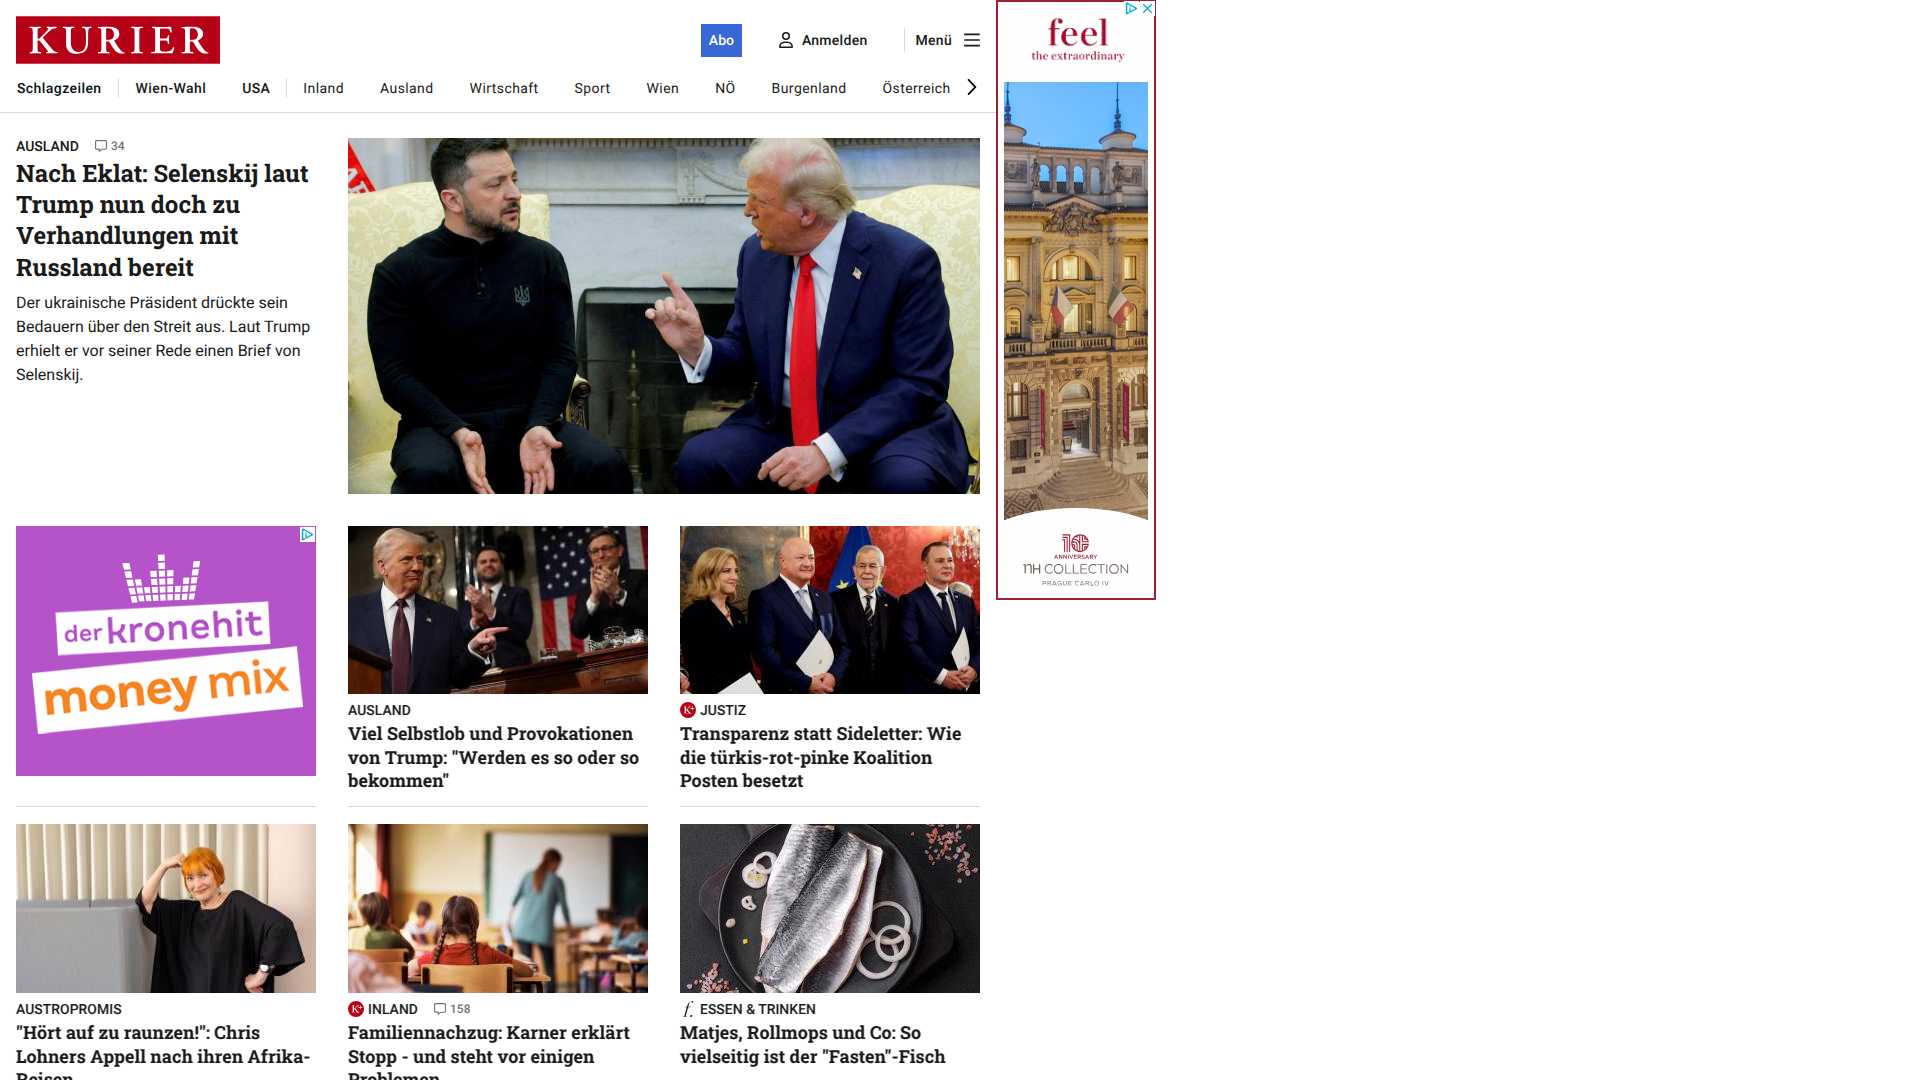 KURIER
Abo
Anmelden
Menü
Schlagzeilen
Wien-Wahl
USA
Inland
Ausland
Wirtschaft
Sport
Wien
NÖ
Burgenland
Österreich
AUSLAND 34
Nach Eklat: Selenskij laut
Trump nun doch zu
Verhandlungen mit
Russland bereit
Der ukrainische Präsident drückte sein
Bedauern über den Streit aus. Laut Trump
erhielt er vor seiner Rede einen Brief von
Selenskij.
feel
the extraordinary
10
ANNIVERSARY
NH COLLECTION
PRAGUE CARLO IV
der kronehit
money mix
AUSLAND
Viel Selbstlob und Provokationen
von Trump: "Werden es so oder so
bekommen"
K+ JUSTIZ
Transparenz statt Sideletter: Wie
die türkis-rot-pinke Koalition
Posten besetzt
AUSTROPROMIS
"Hört auf zu raunzen!": Chris
Lohners Appell nach ihren Afrika-
Reisen
K+ INLAND 158
Familiennachzug: Karner erklärt
Stopp - und steht vor einigen
Problemen
f. ESSEN & TRINKEN
Matjes, Rollmops und Co: So
vielseitig ist der "Fasten"-Fisch